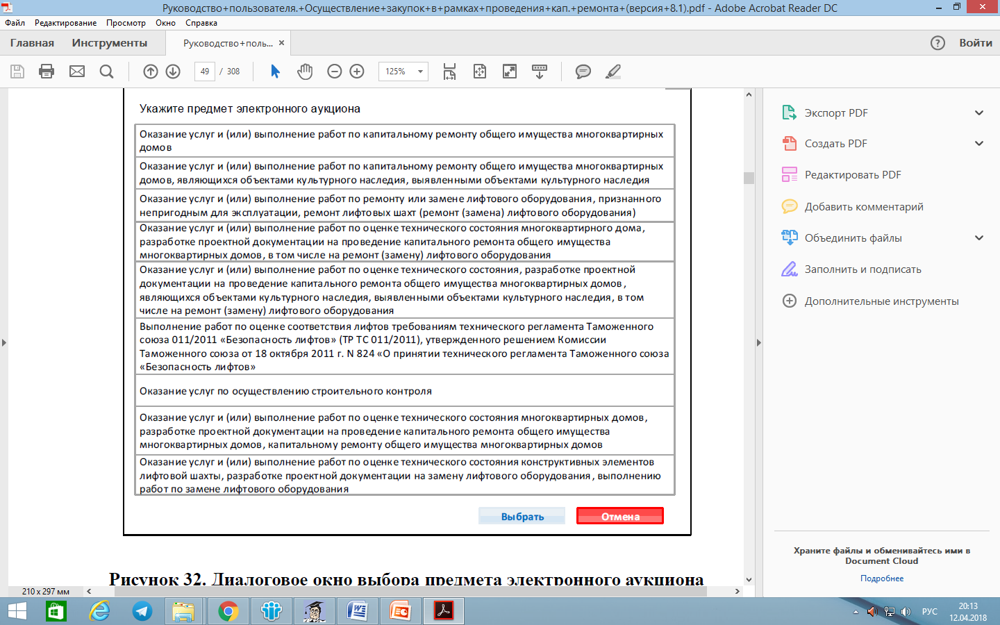 Руководство+пользователя.+Осуществление+закупок+в+рамках+проведения+кап.+ремонта+(версия+8.1).pdf - Adobe Acrobat Reader DC
Файл Редактирование Просмотр Окно Справка
Главная Инструменты Руководство+поль... × Войти
49 / 308 125%
Укажите предмет электронного аукциона
Оказание услуг и (или) выполнение работ по капитальному ремонту общего имущества многоквартирных
домов
Оказание услуг и (или) выполнение работ по капитальному ремонту общего имущества многоквартирных
домов, являющихся объектами культурного наследия, выявленными объектами культурного наследия
Оказание услуг и (или) выполнение работ по ремонту или замене лифтового оборудования, признанного
непригодным для эксплуатации, ремонт лифтовых шахт (ремонт (замена) лифтового оборудования)
Оказание услуг и (или) выполнение работ по оценке технического состояния многоквартирного дома,
разработке проектной документации на проведение капитального ремонта общего имущества
многоквартирных домов, в том числе на ремонт (замену) лифтового оборудования
Оказание услуг и (или) выполнение работ по оценке технического состояния, разработке проектной
документации на проведение капитального ремонта общего имущества многоквартирных домов,
являющихся объектами культурного наследия, выявленными объектами культурного наследия, в том
числе на ремонт (замену) лифтового оборудования
Выполнение работ по оценке соответствия лифтов требованиям технического регламента Таможенного
союза 011/2011 «Безопасность лифтов» (ТР ТС 011/2011), утвержденного решением Комиссии
Таможенного союза от 18 октября 2011 г. N 824 «О принятии технического регламента Таможенного союза
«Безопасность лифтов»
Оказание услуг по осуществлению строительного контроля
Оказание услуг и (или) выполнение работ по оценке технического состояния многоквартирных домов,
разработке проектной документации на проведение капитального ремонта общего имущества
многоквартирных домов, капитальному ремонту общего имущества многоквартирных домов
Оказание услуг и (или) выполнение работ по оценке технического состояния конструктивных элементов
лифтовой шахты, разработке проектной документации на замену лифтового оборудования, выполнению
работ по замене лифтового оборудования
Выбрать Отмена
Рисунок 32. Диалоговое окно выбора предмета электронного аукциона
Экспорт PDF
Создать PDF
Редактировать PDF
Добавить комментарий
Объединить файлы
Заполнить и подписать
Дополнительные инструменты
Храните файлы и обменивайтесь ими в
Document Cloud
Подробнее
210 x 297 мм
РУС
20:13
12.04.2018